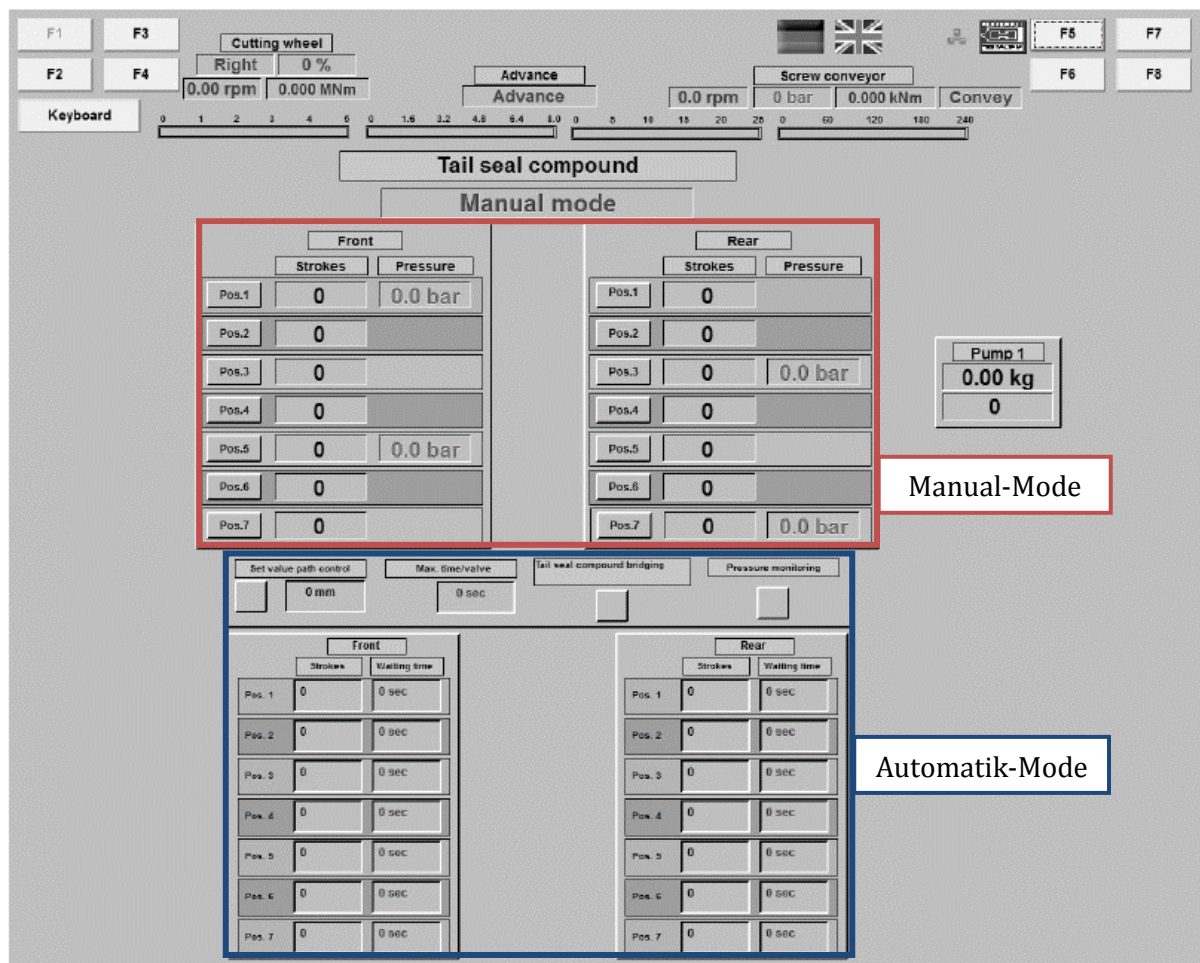 F1 F3 F5 F7
Cutting wheel
Right 0 %
F2 F4 Advance Screw conveyor F6 F8
0.00 rpm 0.000 MNm Advance 0.0 rpm 0 bar 0.000 kNm Convey
Keyboard
0 1 2 3 4 5 0 1.6 3.2 4.8 6.4 8.0 0 5 10 15 20 25 0 60 120 180 240
Tail seal compound
Manual mode
Front Rear
Strokes Pressure Strokes Pressure
Pos.1 0 0.0 bar Pos.1 0
Pos.2 0 Pos.2 0
Pump 1
Pos.3 0 Pos.3 0 0.0 bar 0.00 kg
Pos.4 0 Pos.4 0 0
Pos.5 0 0.0 bar Pos.5 0
Pos.6 0 Pos.6 0 Manual-Mode
Pos.7 0 Pos.7 0 0.0 bar
Set value path control Max. time/valve Tail seal compound bridging Pressure monitoring
0 mm 0 sec
Front Rear
Strokes Waiting time Strokes Waiting time
Pos. 1 0 0 sec Pos. 1 0 0 sec
Pos. 2 0 0 sec Pos. 2 0 0 sec
Pos. 3 0 0 sec Pos. 3 0 0 sec Automatik-Mode
Pos. 4 0 0 sec Pos. 4 0 0 sec
Pos. 5 0 0 sec Pos. 5 0 0 sec
Pos. 6 0 0 sec Pos. 6 0 0 sec
Pos. 7 0 0 sec Pos. 7 0 0 sec